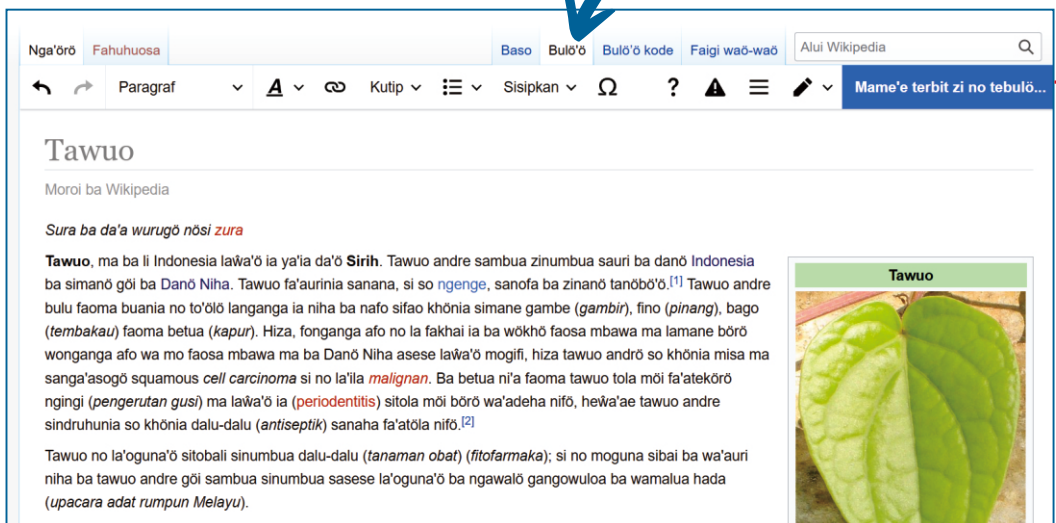 Nga'örö Fahuhuosa Baso Bulö'ö Bulö'ö kode Faigi waö-waö Alui Wikipedia
Paragraf A Kutip Sisipkan Ω ? Mame'e terbit zi no tebulö...
Tawuo
Moroi ba Wikipedia
Sura ba da'a wurugö nösi zura
Tawuo, ma ba li Indonesia laŵa'ö ia ya'ia da'ö Sirih. Tawuo andre sambua zinumbua sauri ba danö Indonesia
ba simanö göi ba Danö Niha. Tawuo fa'aurinia sanana, si so ngenge, sanofa ba zinanö tanöbö'ö.[1] Tawuo andre
bulu faoma buania no to'ölö langanga ia niha ba nafo sifao khönia simane gambe (gambir), fino (pinang), bago
(tembakau) faoma betua (kapur). Hiza, fonganga afo no la fakhai ia ba wökhö faosa mbawa ma lamane börö
wonganga afo wa mo faosa mbawa ma ba Danö Niha asese laŵa'ö mogifi, hiza tawuo andrö so khönia misa ma
sanga'asogö squamous cell carcinoma si no la'ila malignan. Ba betua ni'a faoma tawuo tola möi fa'atekörö
ngingi (pengerutan gusi) ma laŵa'ö ia (periodentitis) sitola möi börö wa'adeha nifö, heŵa'ae tawuo andre
sindruhunia so khönia dalu-dalu (antiseptik) sanaha fa'atöla nifö.[2]
Tawuo no la'oguna'ö sitobali sinumbua dalu-dalu (tanaman obat) (fitofarmaka); si no moguna sibai ba wa'auri
niha ba tawuo andre göi sambua sinumbua sasese la'oguna'ö ba ngawalö gangowuloa ba wamalua hada
(upacara adat rumpun Melayu).
Tawuo